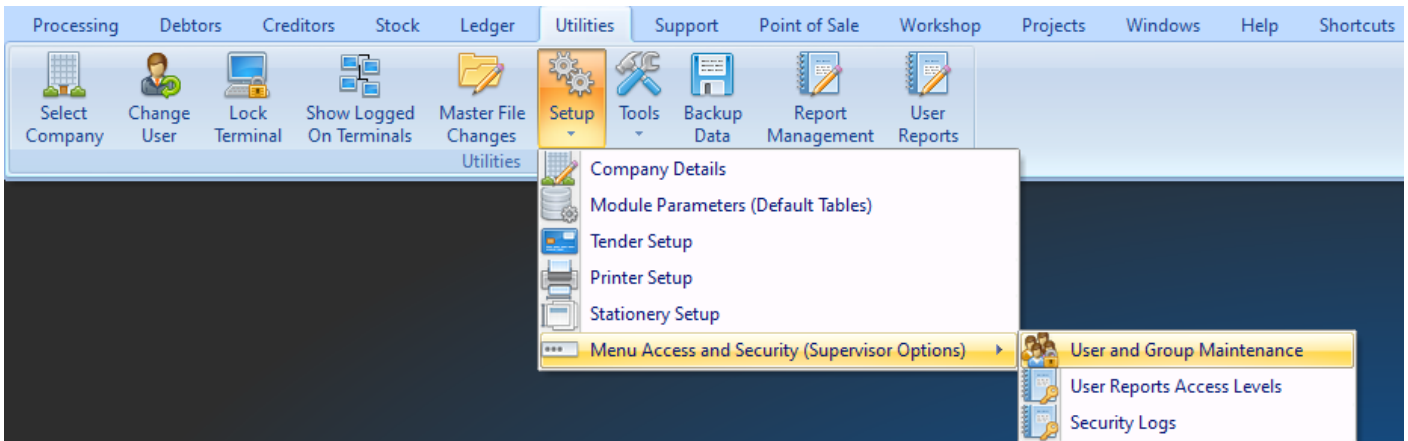 Processing Debtors Creditors Stock Ledger Utilities Support Point of Sale Workshop Projects Windows Help Shortcuts
Select Change Lock Show Logged Master File Setup Tools Backup Report User
Company User Terminal On Terminals Changes Data Management Reports
Utilities
Company Details
Module Parameters (Default Tables)
Tender Setup
Printer Setup
Stationery Setup
Menu Access and Security (Supervisor Options) User and Group Maintenance
User Reports Access Levels
Security Logs